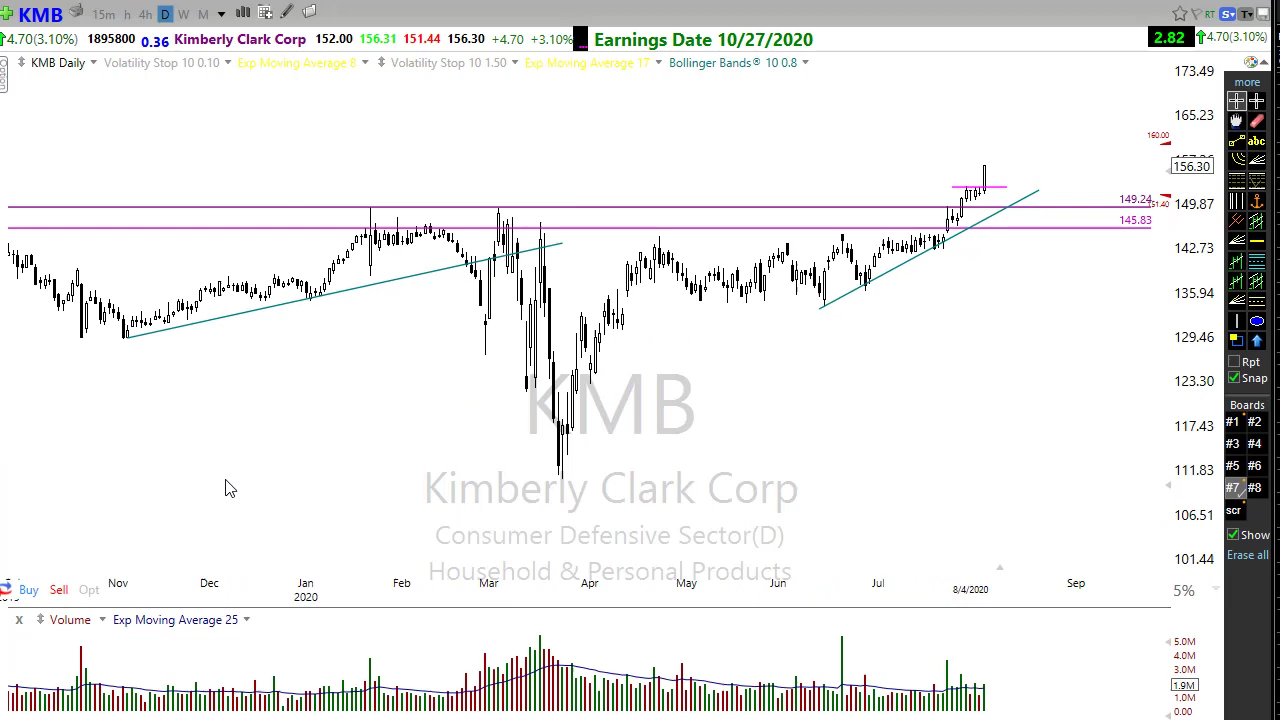 KMB 15m h 4h D W M
4.70(3.10%) 1895800 0.36 Kimberly Clark Corp 152.00 156.31 151.44 156.30 +4.70 +3.10% Earnings Date 10/27/2020 2.82 4.70(3.10%)
RT S T
KMB Daily Volatility Stop 10 0.10 Exp Moving Average 8 Volatility Stop 10 1.50 Exp Moving Average 17 Bollinger Bands® 10 0.8
Option
173.49
165.23
160.00
156.30
149.24
149.87
145.83
142.73
135.94
129.46
123.30
117.43
111.83
106.51
101.44
KMB
Kimberly Clark Corp
Consumer Defensive Sector(D)
Household & Personal Products
Nov Dec Jan Feb Mar Apr May Jun Jul Sep
2020
8/4/2020
Buy Sell Opt
5%
x Volume Exp Moving Average 25
5.0M
4.0M
3.0M
1.9M
1.0M
0.00
more
abc
Rpt
Snap
Boards
#1 #2
#3 #4
#5 #6
#7 #8
scr
Show
Erase all